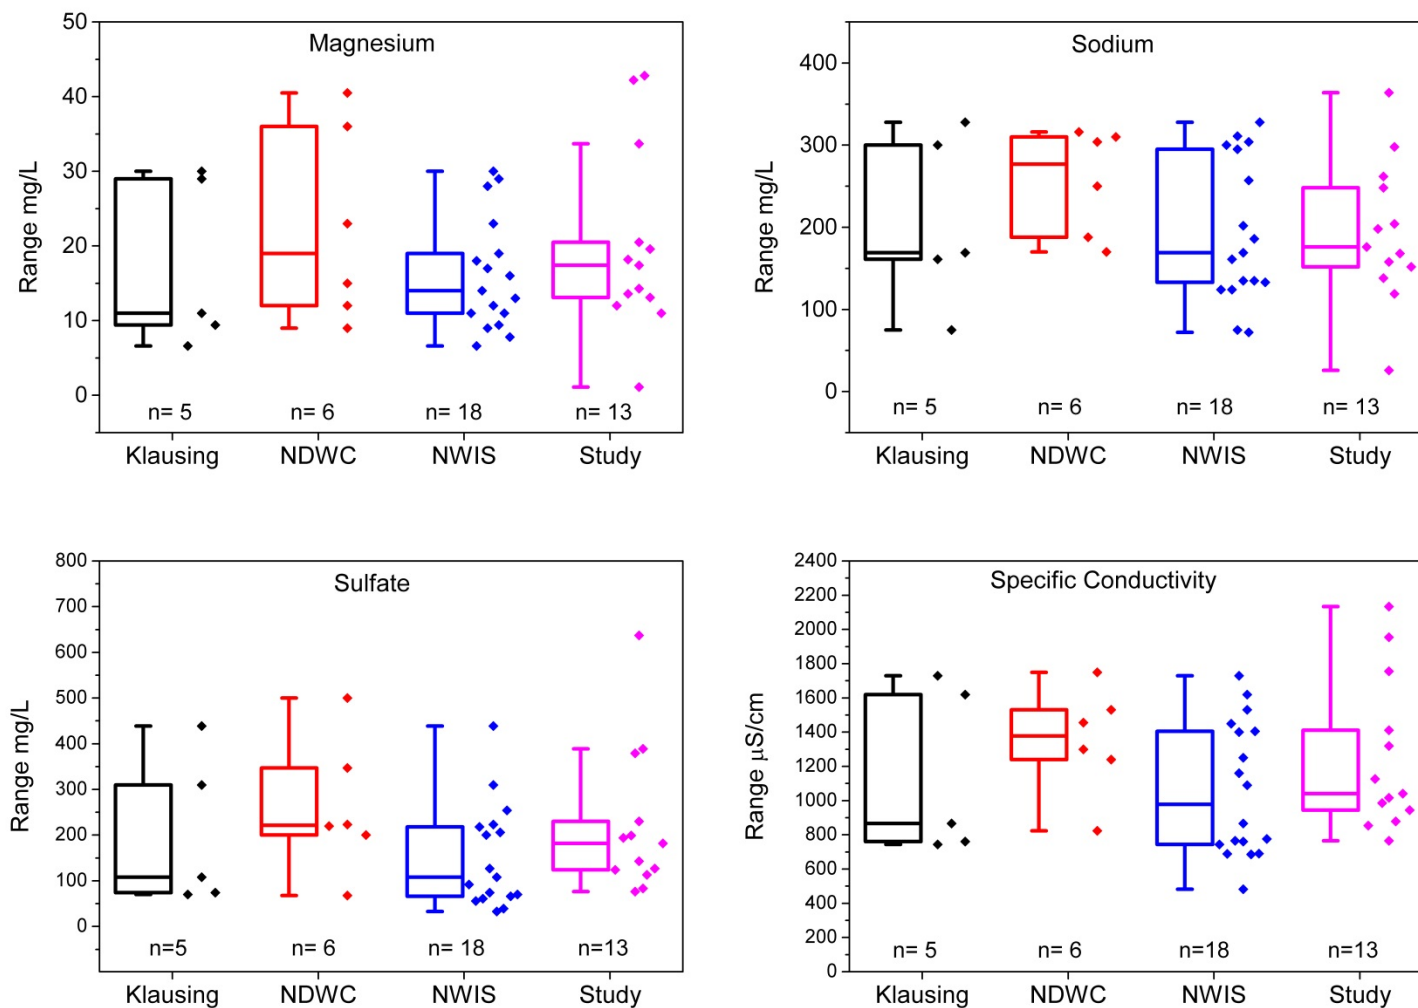 Magnesium
Range mg/L
50
40
30
20
10
0
n= 5
n= 6
n= 18
n= 13
Klausing
NDWC
NWIS
Study
Sodium
Range mg/L
400
300
200
100
0
n= 5
n= 6
n= 18
n= 13
Klausing
NDWC
NWIS
Study
Sulfate
Range mg/L
800
700
600
500
400
300
200
100
0
n=5
n= 6
n= 18
n=13
Klausing
NDWC
NWIS
Study
Specific Conductivity
Range μS/cm
2400
2200
2000
1800
1600
1400
1200
1000
800
600
400
200
0
n= 5
n= 6
n=18
n=13
Klausing
NDWC
NWIS
Study